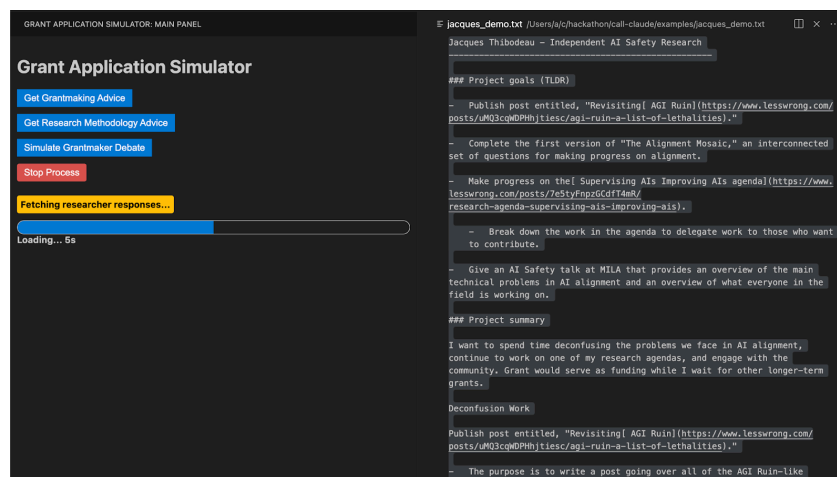 GRANT APPLICATION SIMULATOR: MAIN PANEL
Grant Application Simulator
Get Grantmaking Advice
Get Research Methodology Advice
Simulate Grantmaker Debate
Stop Process
Fetching researcher responses...
Loading... 5s
jacques_demo.txt /Users/a/c/hackathon/call-claude/examples/jacques_demo.txt
Jacques Thibodeau - Independent AI Safety Research
--------------------------------------------------
### Project goals (TLDR)
-   Publish post entitled, "Revisiting[ AGI Ruin](https://www.lesswrong.com/
posts/uMQ3cqWDPHhjtiesc/agi-ruin-a-list-of-lethalities)."
-   Complete the first version of "The Alignment Mosaic," an interconnected
set of questions for making progress on alignment.
-   Make progress on the[ Supervising AIs Improving AIs agenda](https://www.
lesswrong.com/posts/7e5tyFnpzGCdfT4mR/
research-agenda-supervising-ais-improving-ais).
-   Break down the work in the agenda to delegate work to those who want
to contribute.
-   Give an AI Safety talk at MILA that provides an overview of the main
technical problems in AI alignment and an overview of what everyone in the
field is working on.
### Project summary
I want to spend time deconfusing the problems we face in AI alignment,
continue to work on one of my research agendas, and engage with the
community. Grant would serve as funding while I wait for other longer-term
grants.
Deconfusion Work
Publish post entitled, "Revisiting[ AGI Ruin](https://www.lesswrong.com/
posts/uMQ3cqWDPHhjtiesc/agi-ruin-a-list-of-lethalities)."
-   The purpose is to write a post going over all of the AGI Ruin-like